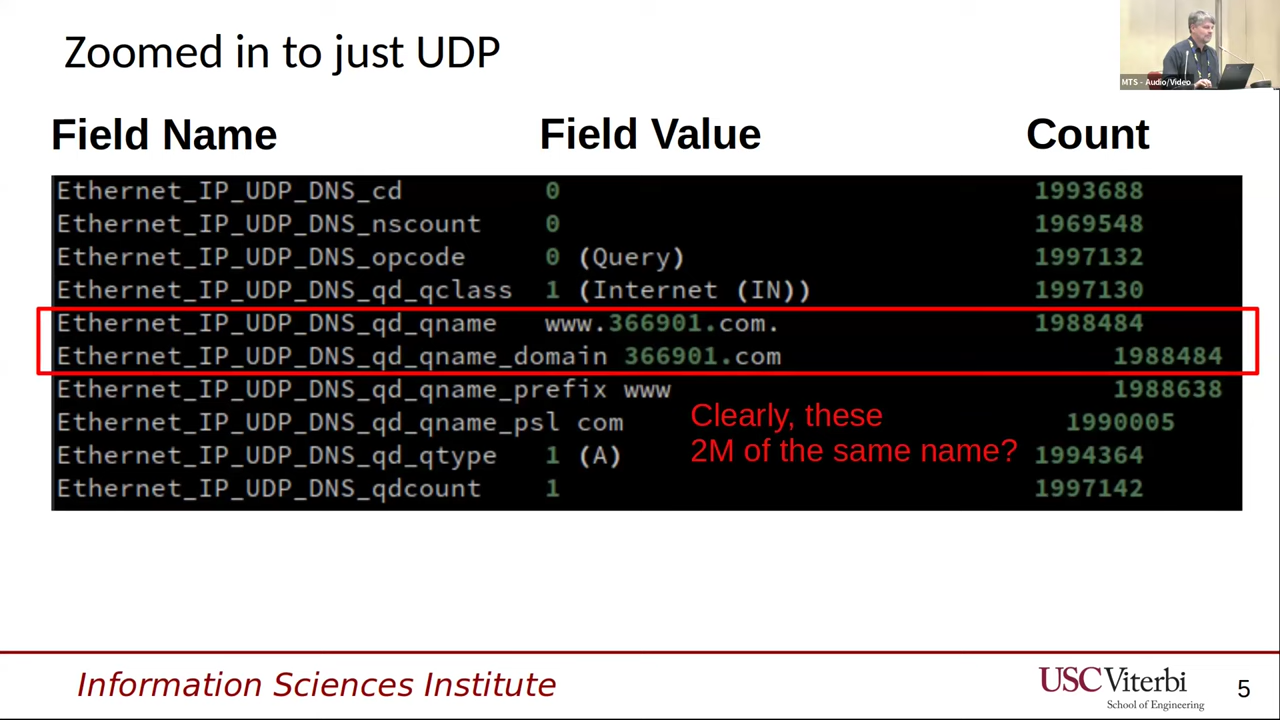 Zoomed in to just UDP
MTS - Audio/Video
Field Name Field Value Count
Ethernet_IP_UDP_DNS_cd 0 1993688
Ethernet_IP_UDP_DNS_nscount 0 1969548
Ethernet_IP_UDP_DNS_opcode 0 (Query) 1997132
Ethernet_IP_UDP_DNS_qd_qclass 1 (Internet (IN)) 1997130
Ethernet_IP_UDP_DNS_qd_qname www.366901.com. 1988484
Ethernet_IP_UDP_DNS_qd_qname_domain 366901.com 1988484
Ethernet_IP_UDP_DNS_qd_qname_prefix www 1988638
Ethernet_IP_UDP_DNS_qd_qname_psl com 1990005
Ethernet_IP_UDP_DNS_qd_qtype 1 (A) 1994364
Ethernet_IP_UDP_DNS_qdcount 1 1997142
Clearly, these
2M of the same name?
Information Sciences Institute
USC Viterbi
School of Engineering
5